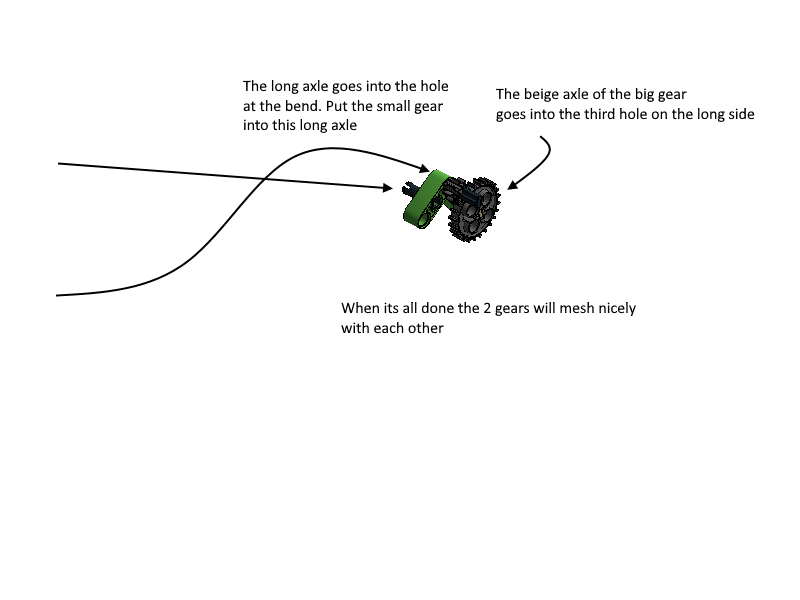 The long axle goes into the hole
at the bend. Put the small gear
into this long axle
The beige axle of the big gear
goes into the third hole on the long side
When its all done the 2 gears will mesh nicely
with each other